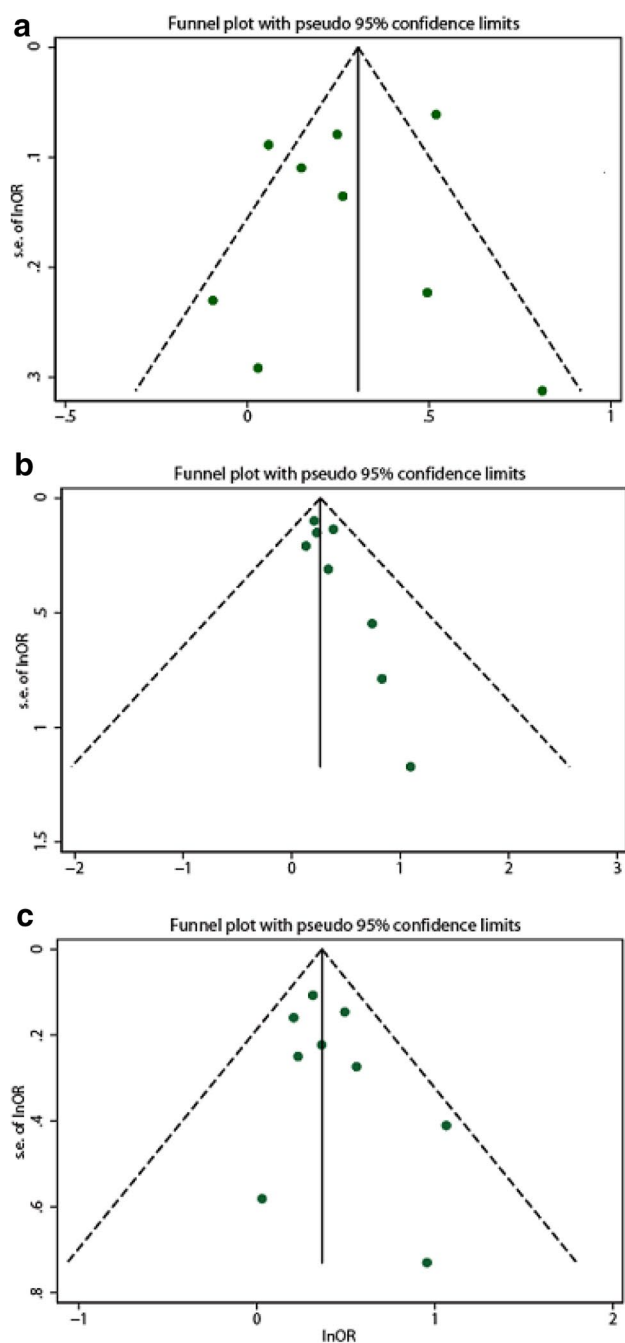 a
Funnel plot with pseudo 95% confidence limits
0
.1
.2
.3
s.e. of lnOR
-.5
0
.5
1
b
Funnel plot with pseudo 95% confidence limits
0
.5
1
1.5
s.e. of lnOR
−2
−1
0
1
2
3
c
Funnel plot with pseudo 95% confidence limits
0
.2
.4
.6
.8
s.e. of lnOR
−1
0
1
2
lnOR